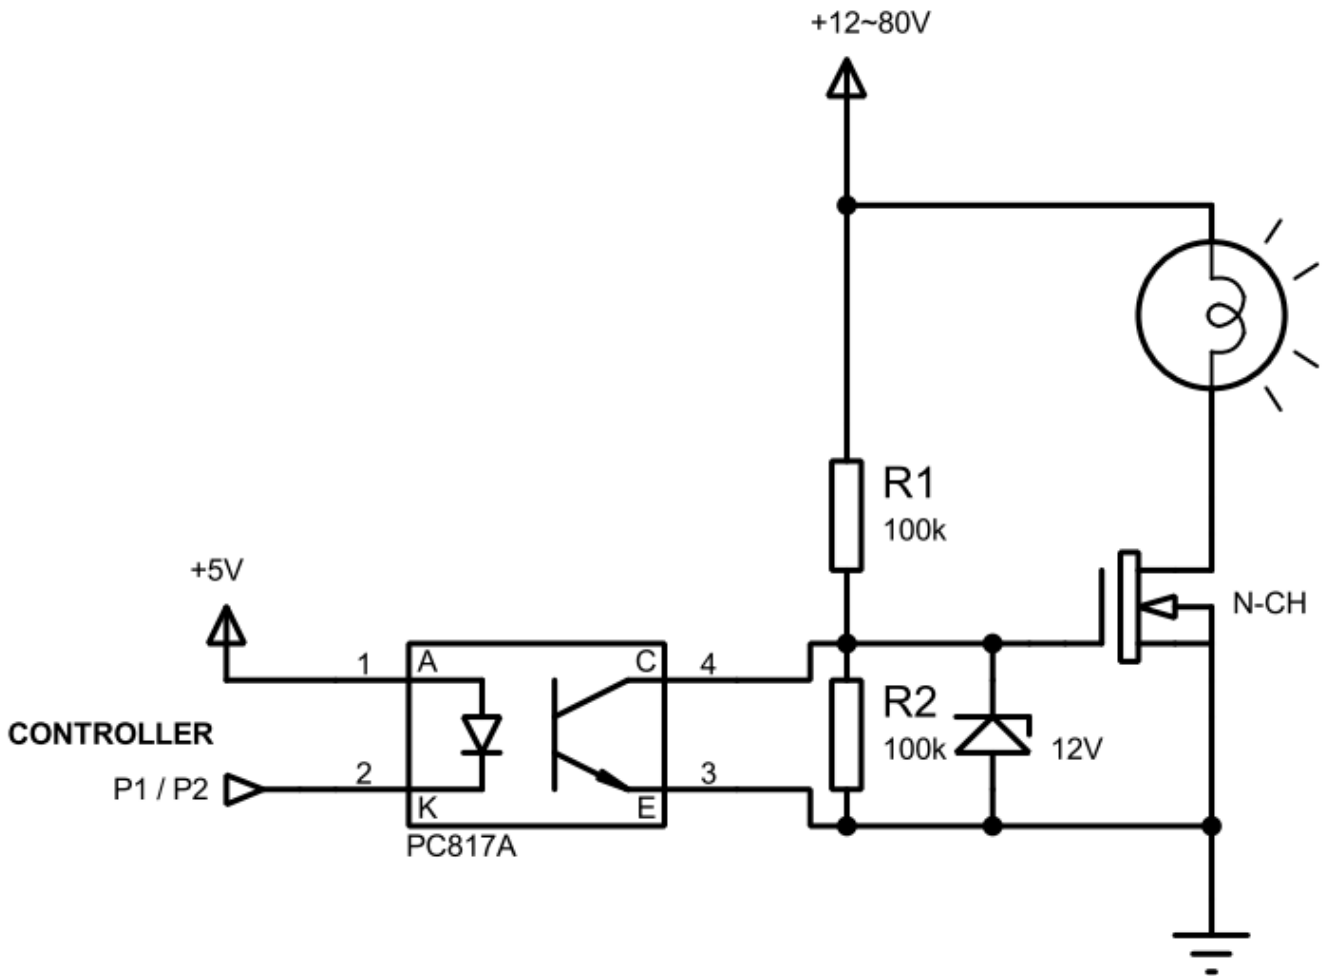 +12~80V
R1
100k
+5V
N-CH
1
A
C
4
CONTROLLER
R2
100k
12V
P1 / P2
2
K
E
3
PC817A